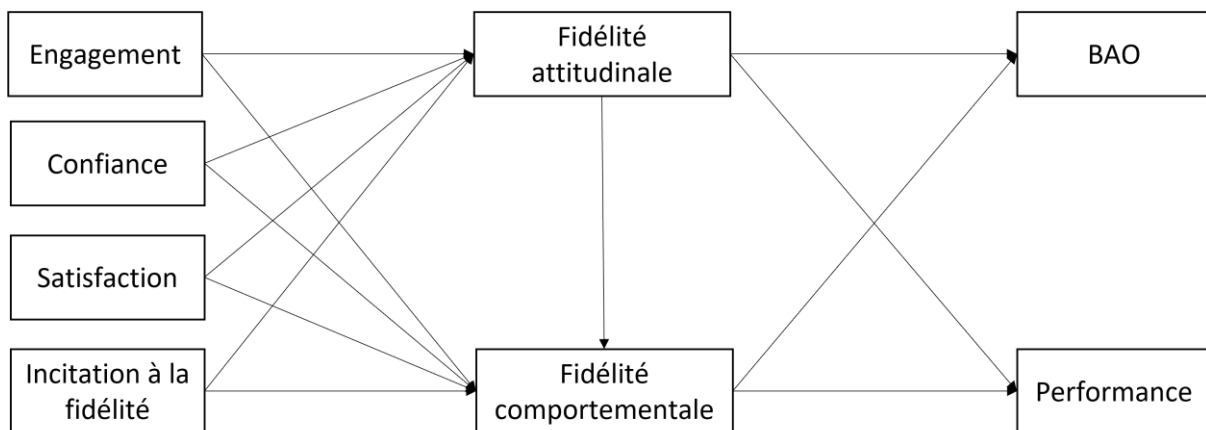 Engagement
Confiance
Satisfaction
Incitation à la
fidélité
Fidélité
attitudinale
Fidélité
comportementale
BAO
Performance